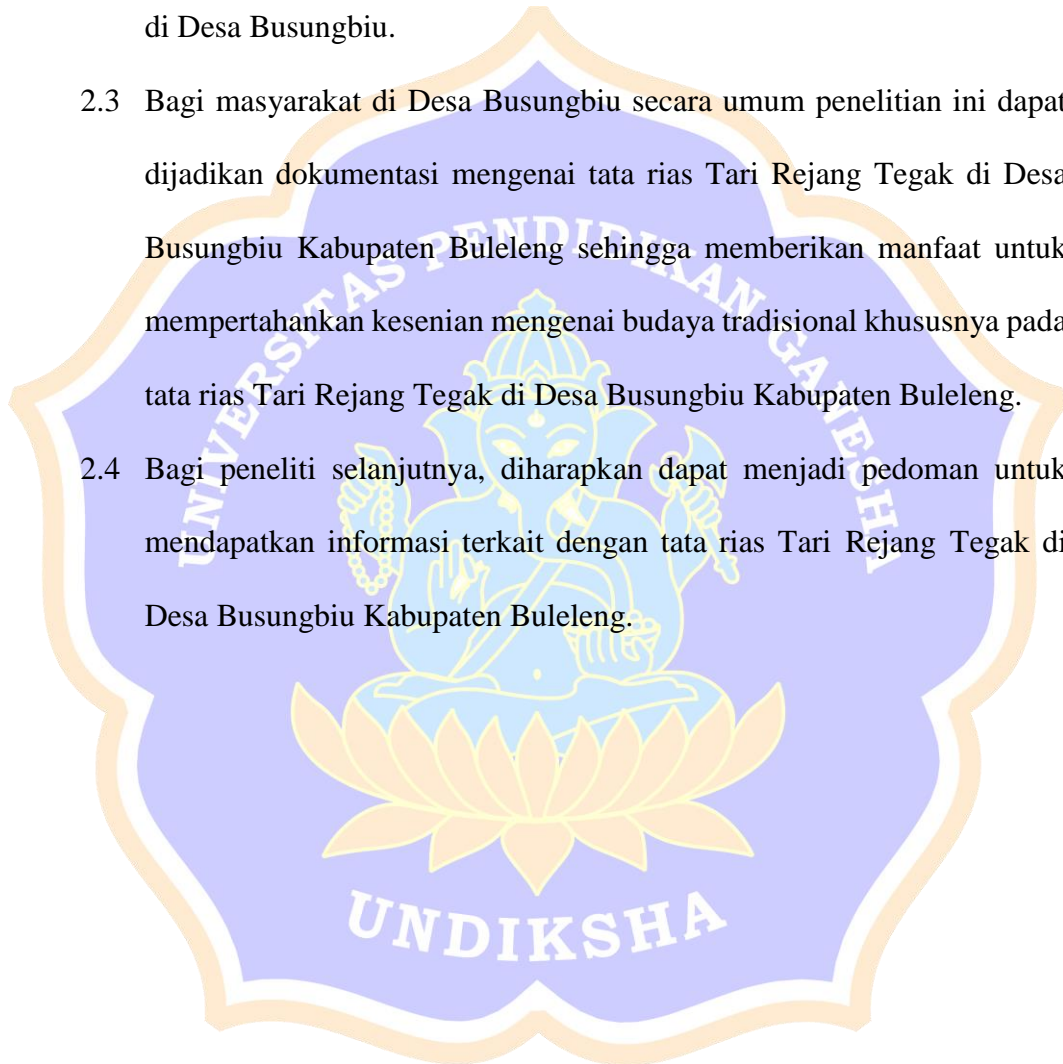 di Desa Busungbiu.
2.3 Bagi masyarakat di Desa Busungbiu secara umum penelitian ini dapat
dijadikan dokumentasi mengenai tata rias Tari Rejang Tegak di Desa
Busungbiu Kabupaten Buleleng sehingga memberikan manfaat untuk
mempertahankan kesenian mengenai budaya tradisional khususnya pada
tata rias Tari Rejang Tegak di Desa Busungbiu Kabupaten Buleleng.
2.4 Bagi peneliti selanjutnya, diharapkan dapat menjadi pedoman untuk
mendapatkan informasi terkait dengan tata rias Tari Rejang Tegak di
Desa Busungbiu Kabupaten Buleleng.
UNIVERSITAS PENDIDIKAN GANESHA
UNDIKSHA